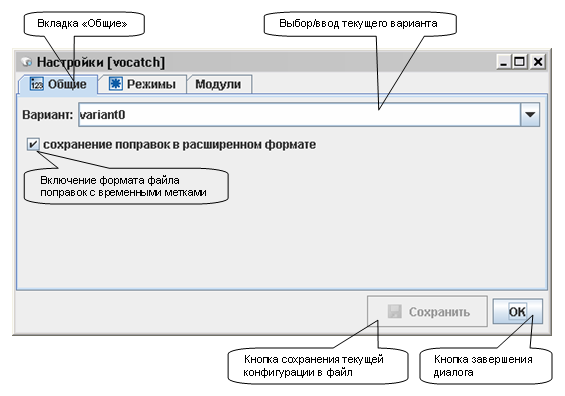 Вкладка «Общие»
Выбор/ввод текущего варианта
Настройки [vocatch]
123 Общие Режимы Модули
Вариант: variant0
сохранение поправок в расширенном формате
Включение формата файла
поправок с временными метками
Сохранить OK
Кнопка сохранения текущей
конфигурации в файл
Кнопка завершения
диалога